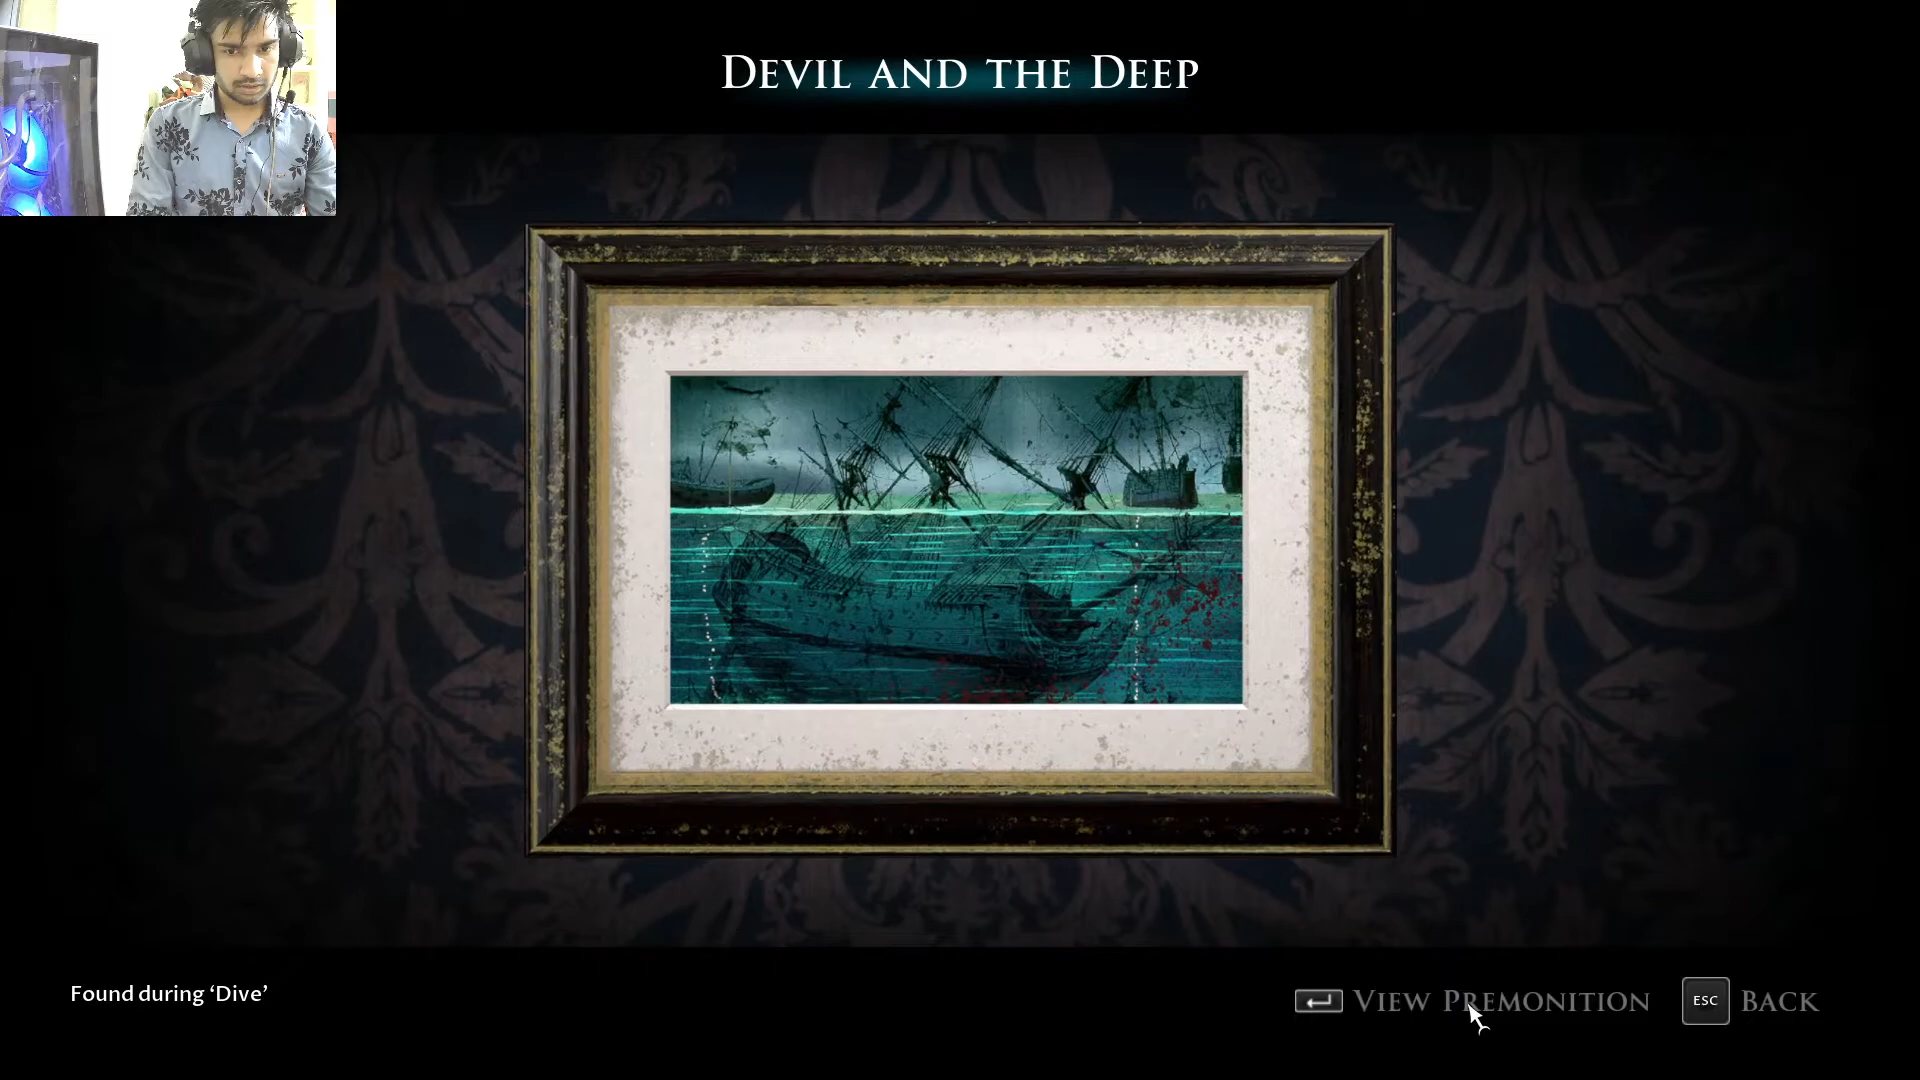 DEVIL AND THE DEEP
Found during ‘Dive’
VIEW PREMONITION
ESC BACK